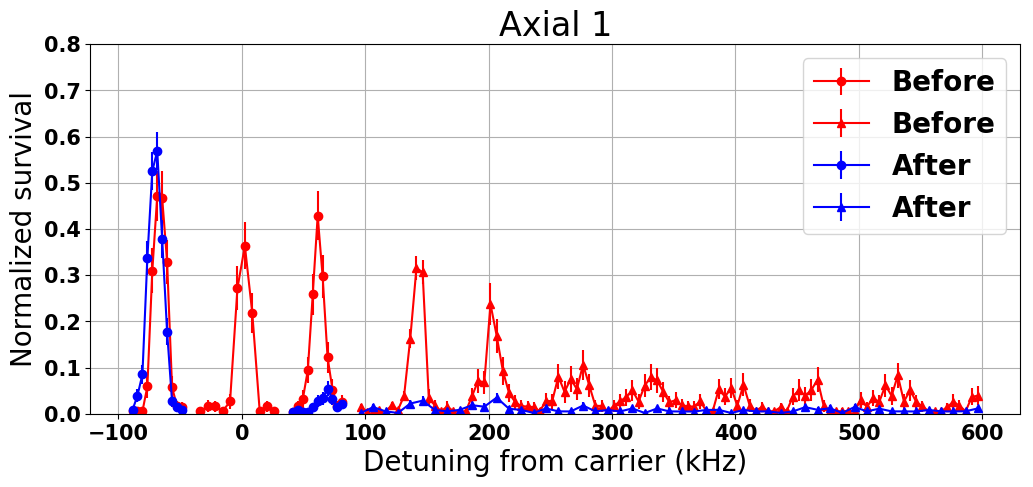 Axial 1
Normalized survival
0.8
0.7
0.6
0.5
0.4
0.3
0.2
0.1
0.0
Before
Before
After
After
−100 0 100 200 300 400 500 600
Detuning from carrier (kHz)